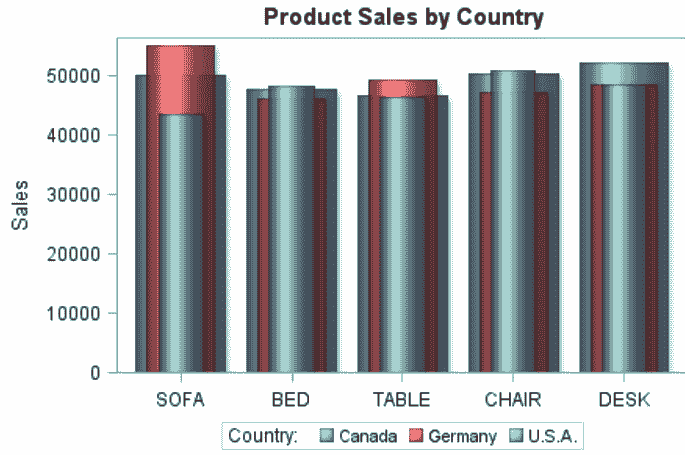 Product Sales by Country
50000
40000
30000
20000
10000
0
Sales
SOFA BED TABLE CHAIR DESK
Country: Canada Germany U.S.A.